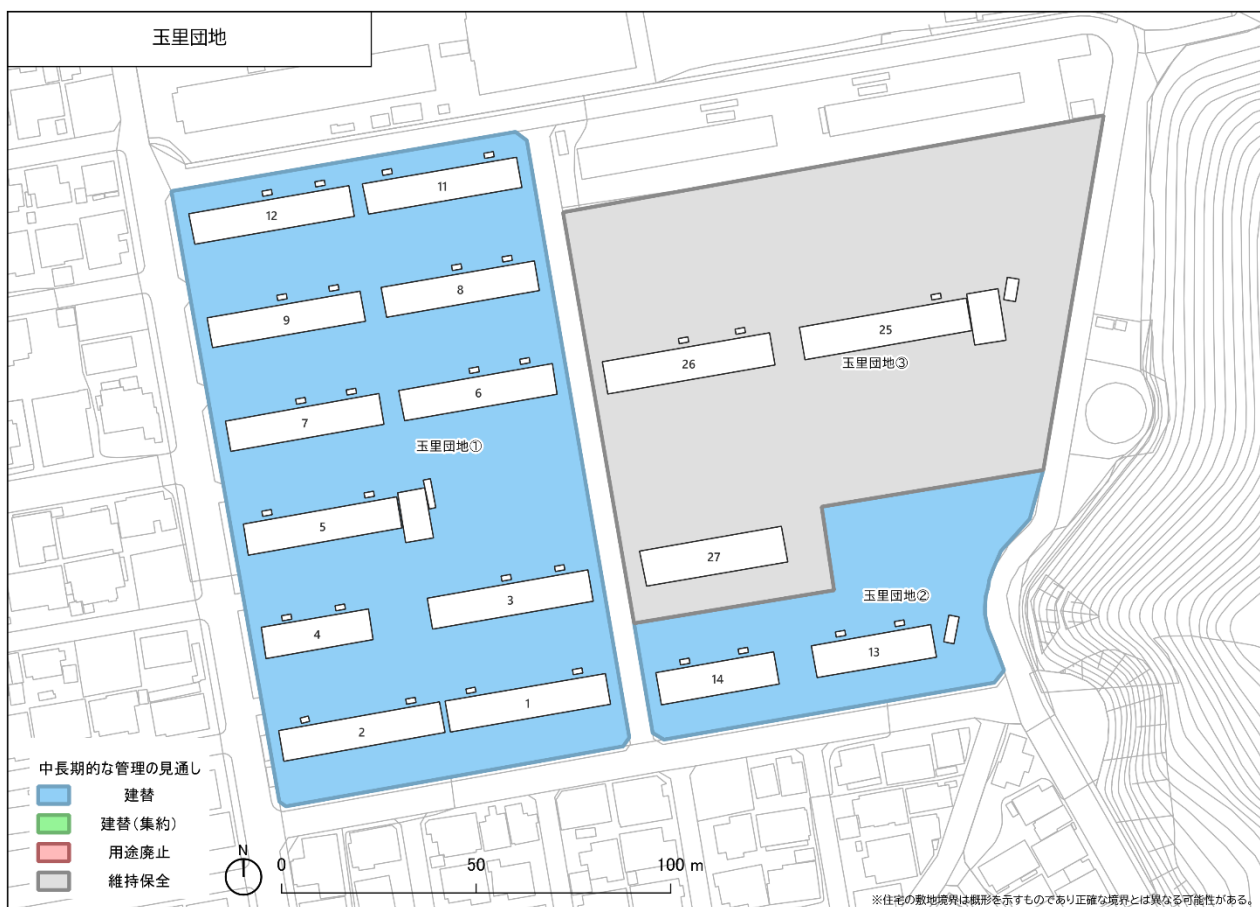 玉里団地
11
12
8
9
25
玉里団地③
26
6
7
玉里団地①
5
27
玉里団地②
3
4
13
14
1
2
中長期的な管理の見通し
建替
建替(集約)
用途廃止
維持保全
N
0 50 100 m
※住宅の敷地境界は概形を示すものであり正確な境界とは異なる可能性がある。